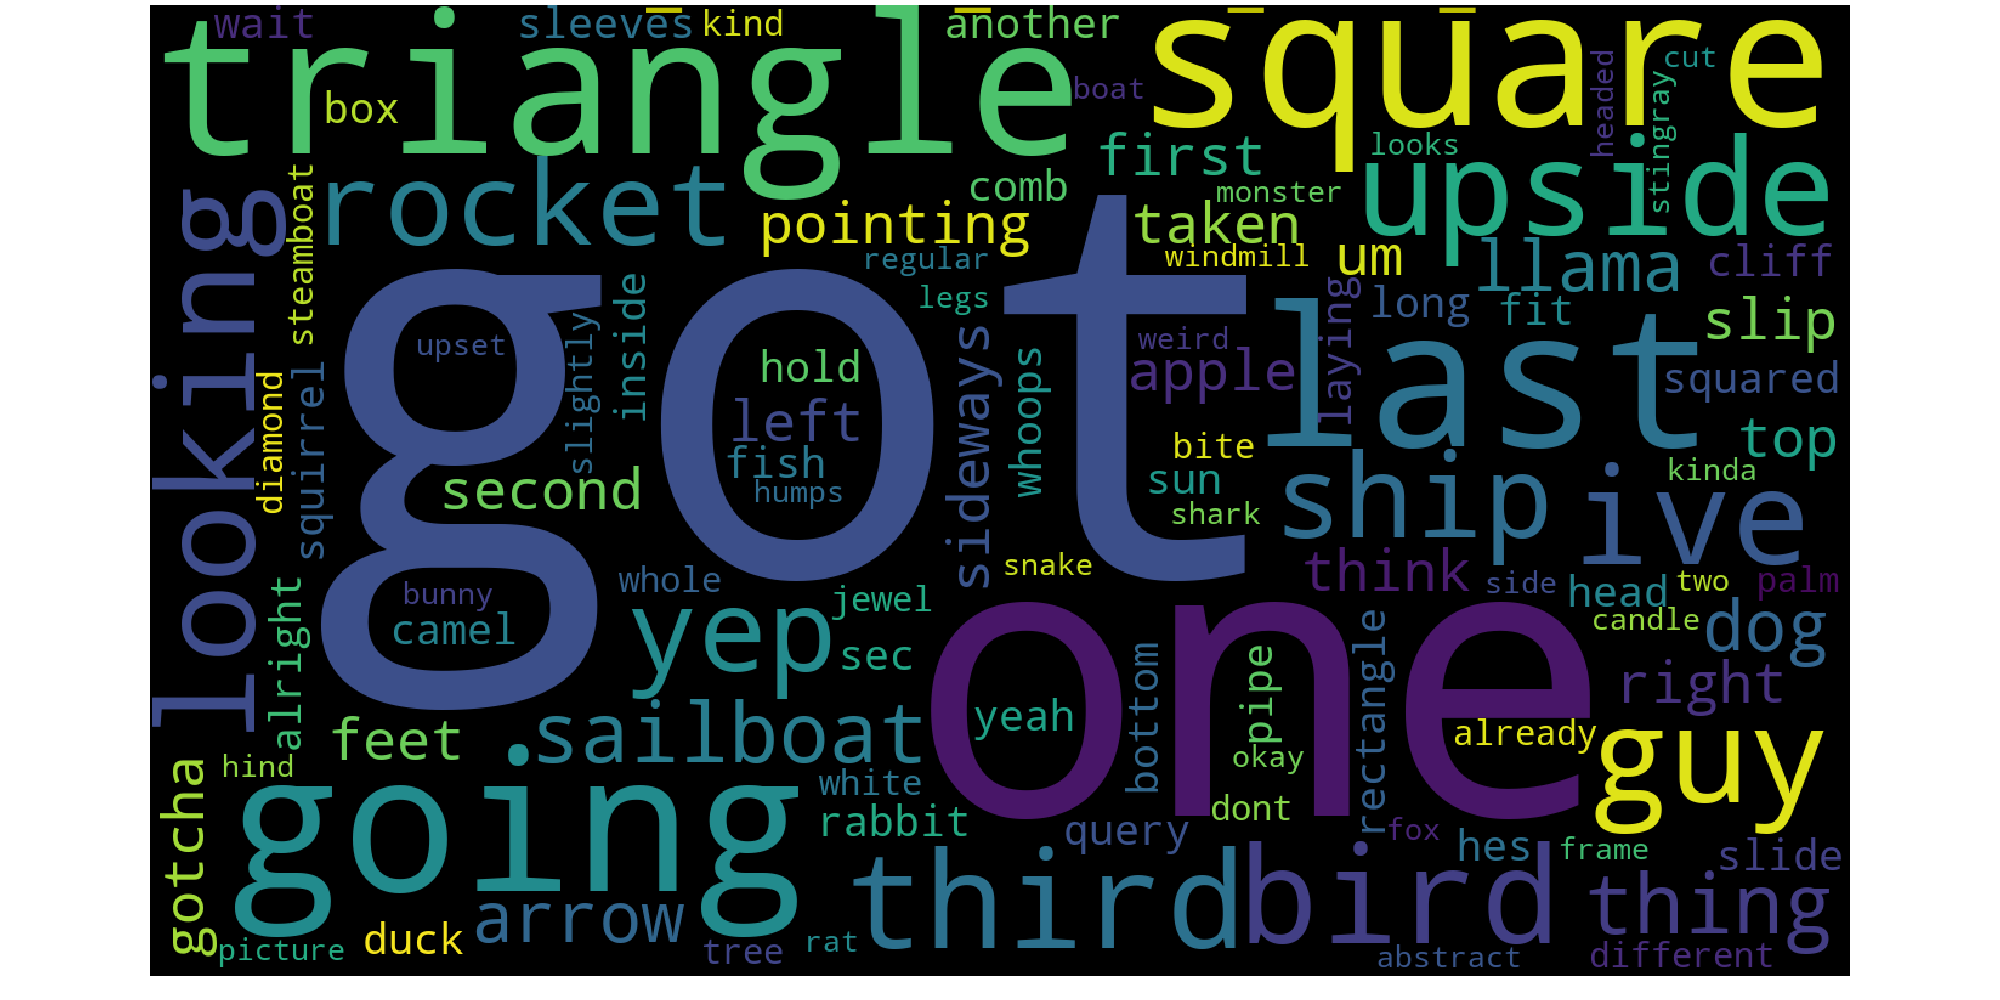 wait
sleeves
kind
another
triangle
square
box
boat
headed
cut
stingray
looks
first
upside
rocket
comb
monster
pointing
taken
looking
steamboat
regular
windmill
um
llama
cliff
legs
laying
long
fit
slip
got
last
upset
slightly
inside
hold
sideways
whoops
weird
apple
squared
diamond
squirrel
left
fish
humps
second
bite
sun
shark
top
kinda
ship
ive
snake
think
side
head
two
palm
bunny
camel
whole
yep
jewel
sec
one
candle
dog
alright
right
sailboat
yeah
bottom
pipe
rectangle
already
guy
feet
okay
gotcha
hind
going
white
rabbit
dont
query
fox
hes
frame
slide
third
bird
thing
arrow
duck
picture
tree
rat
abstract
different